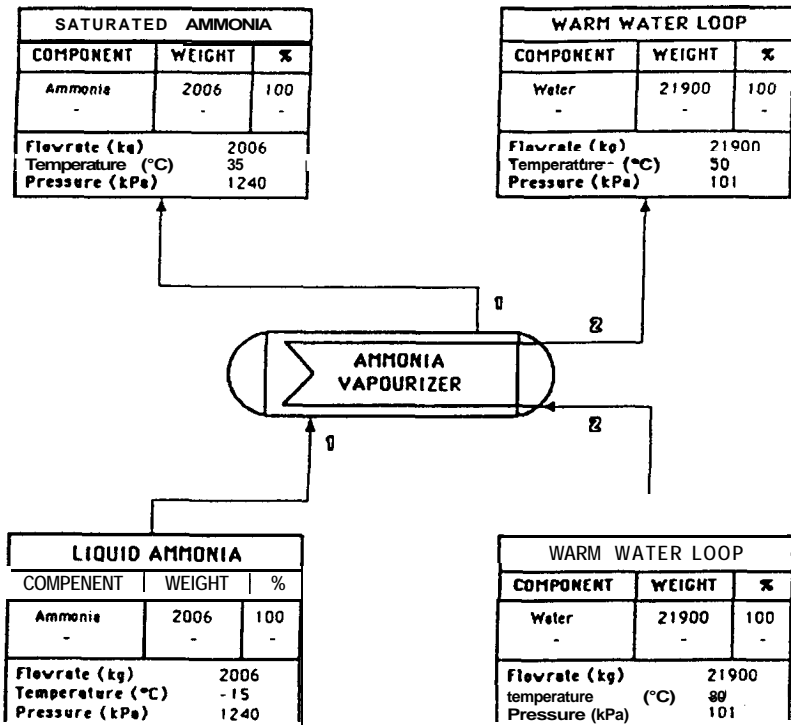 SATURATED AMMONIA
COMPONENT WEIGHT %
Ammonia 2006 100
- - -
Flowrate (kg) 2006
Temperature (°C) 35
Pressure (kPa) 1240
WARM WATER LOOP
COMPONENT WEIGHT %
Water 21900 100
- - -
Flowrate (kg) 21900
Temperature (°C) 50
Pressure (kPa) 101
1
2
AMMONIA
VAPOURIZER
1
2
LIQUID AMMONIA
COMPENENT WEIGHT %
Ammonia 2006 100
- - -
Flowrate (kg) 2006
Temperature (°C) -15
Pressure (kPa) 1240
WARM WATER LOOP
COMPONENT WEIGHT %
Water 21900 100
- - -
Flowrate (kg) 21900
temperature (°C) 80
Pressure (kPa) 101